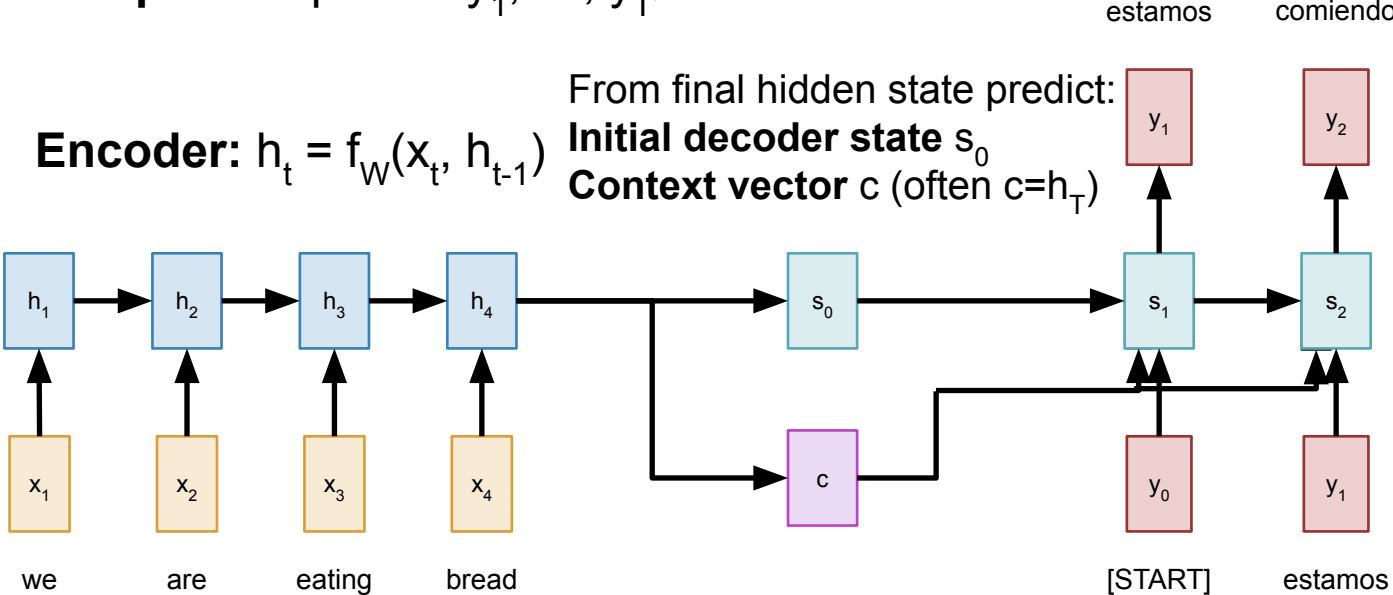 estamos comiendo
From final hidden state predict:
Encoder: h_t = f_W(x_t, h_{t-1})
Initial decoder state s_0
Context vector c (often c=h_T)
y_1 y_2
h_1 h_2 h_3 h_4 s_0 s_1 s_2
x_1 x_2 x_3 x_4 c y_0 y_1
we are eating bread [START] estamos